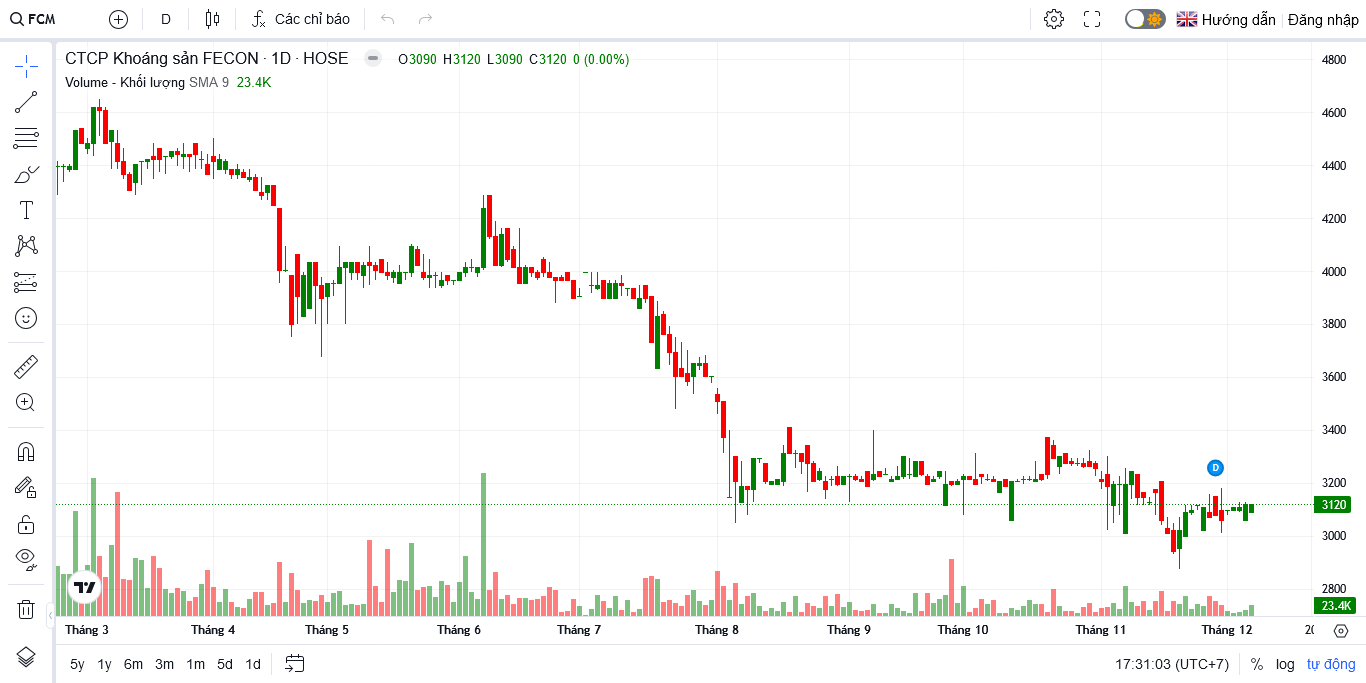 FCM D Các chỉ báo Hướng dẫn Đăng nhập
CTCP Khoáng sản FECON · 1D · HOSE O3090 H3120 L3090 C3120 0 (0.00%)
Volume - Khối lượng SMA 9 23.4K
4800
4600
4400
4200
4000
3800
3600
3400
D
3200
3120
3000
2800
23.4K
Tháng 3 Tháng 4 Tháng 5 Tháng 6 Tháng 7 Tháng 8 Tháng 9 Tháng 10 Tháng 11 Tháng 12
5y 1y 6m 3m 1m 5d 1d 17:31:03 (UTC+7) % log tự động